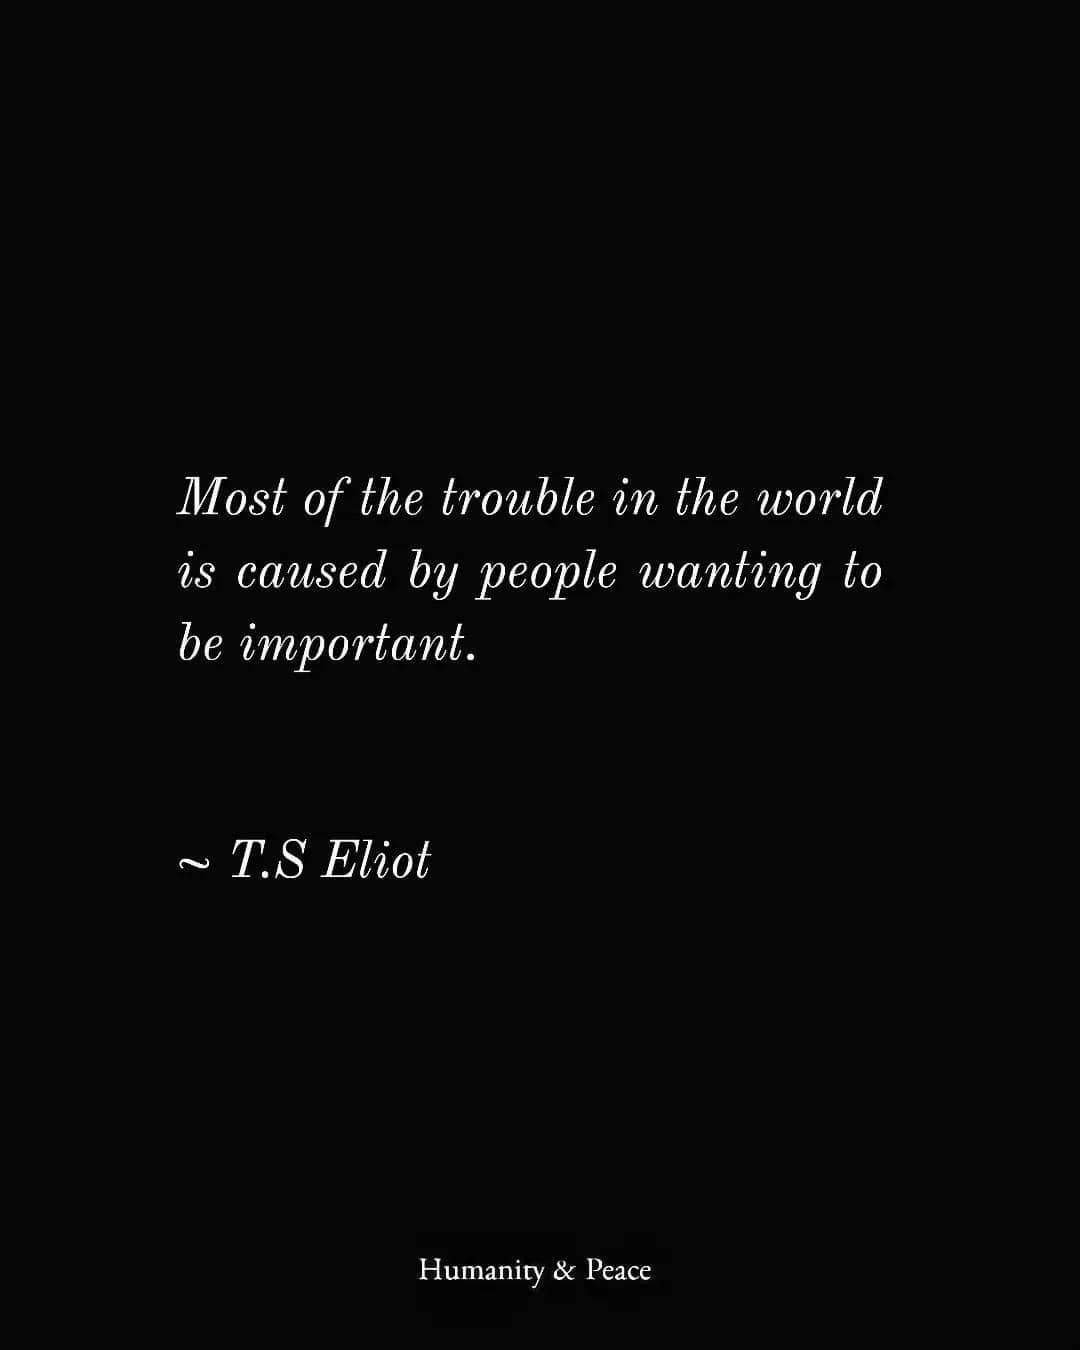 Most of the trouble in the world
is caused by people wanting to
be important.
~ T.S Eliot
Humanity & Peace